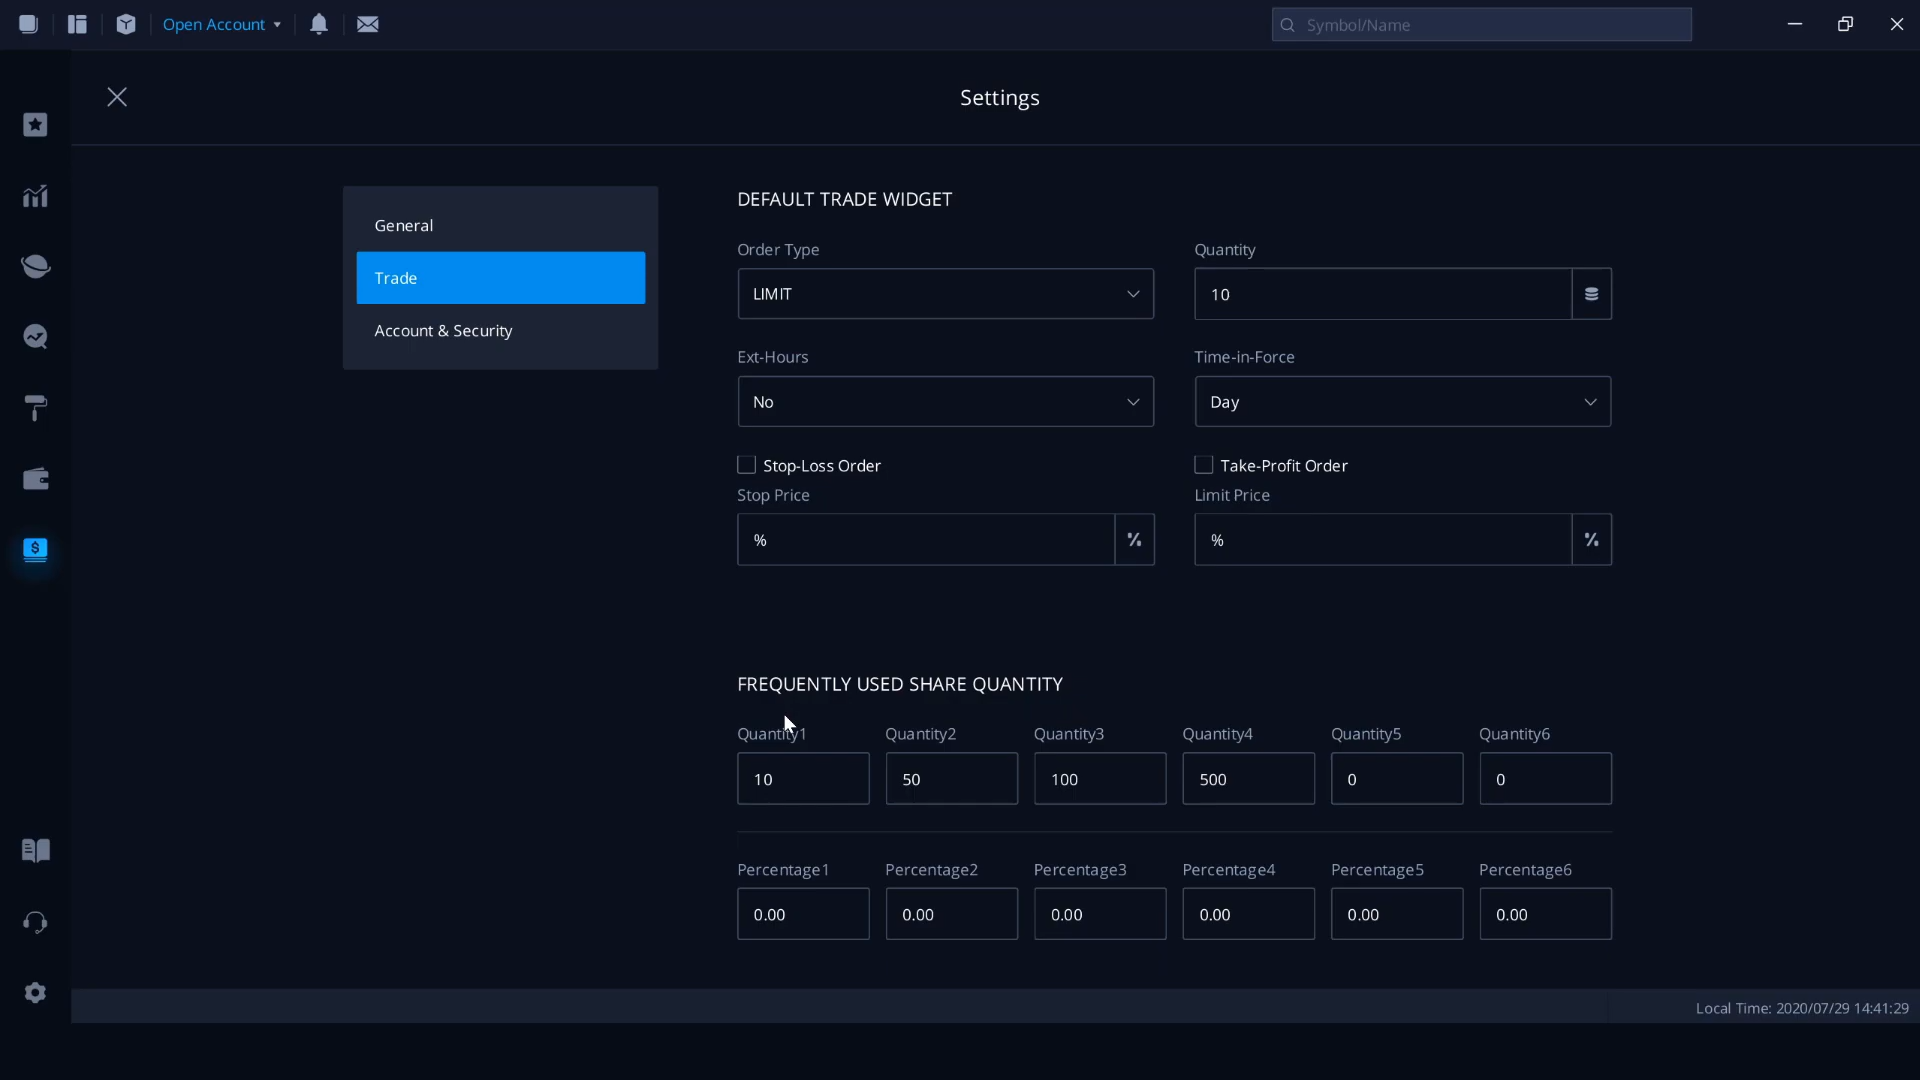 Open Account
Symbol/Name
Settings
General
Trade
Account & Security
DEFAULT TRADE WIDGET
Order Type
Quantity
LIMIT
10
Ext-Hours
Time-in-Force
No
Day
Stop-Loss Order
Take-Profit Order
Stop Price
Limit Price
%
%
%
%
FREQUENTLY USED SHARE QUANTITY
Quantity1 Quantity2 Quantity3 Quantity4 Quantity5 Quantity6
10 50 100 500 0 0
Percentage1 Percentage2 Percentage3 Percentage4 Percentage5 Percentage6
0.00 0.00 0.00 0.00 0.00 0.00
Local Time: 2020/07/29 14:41:29